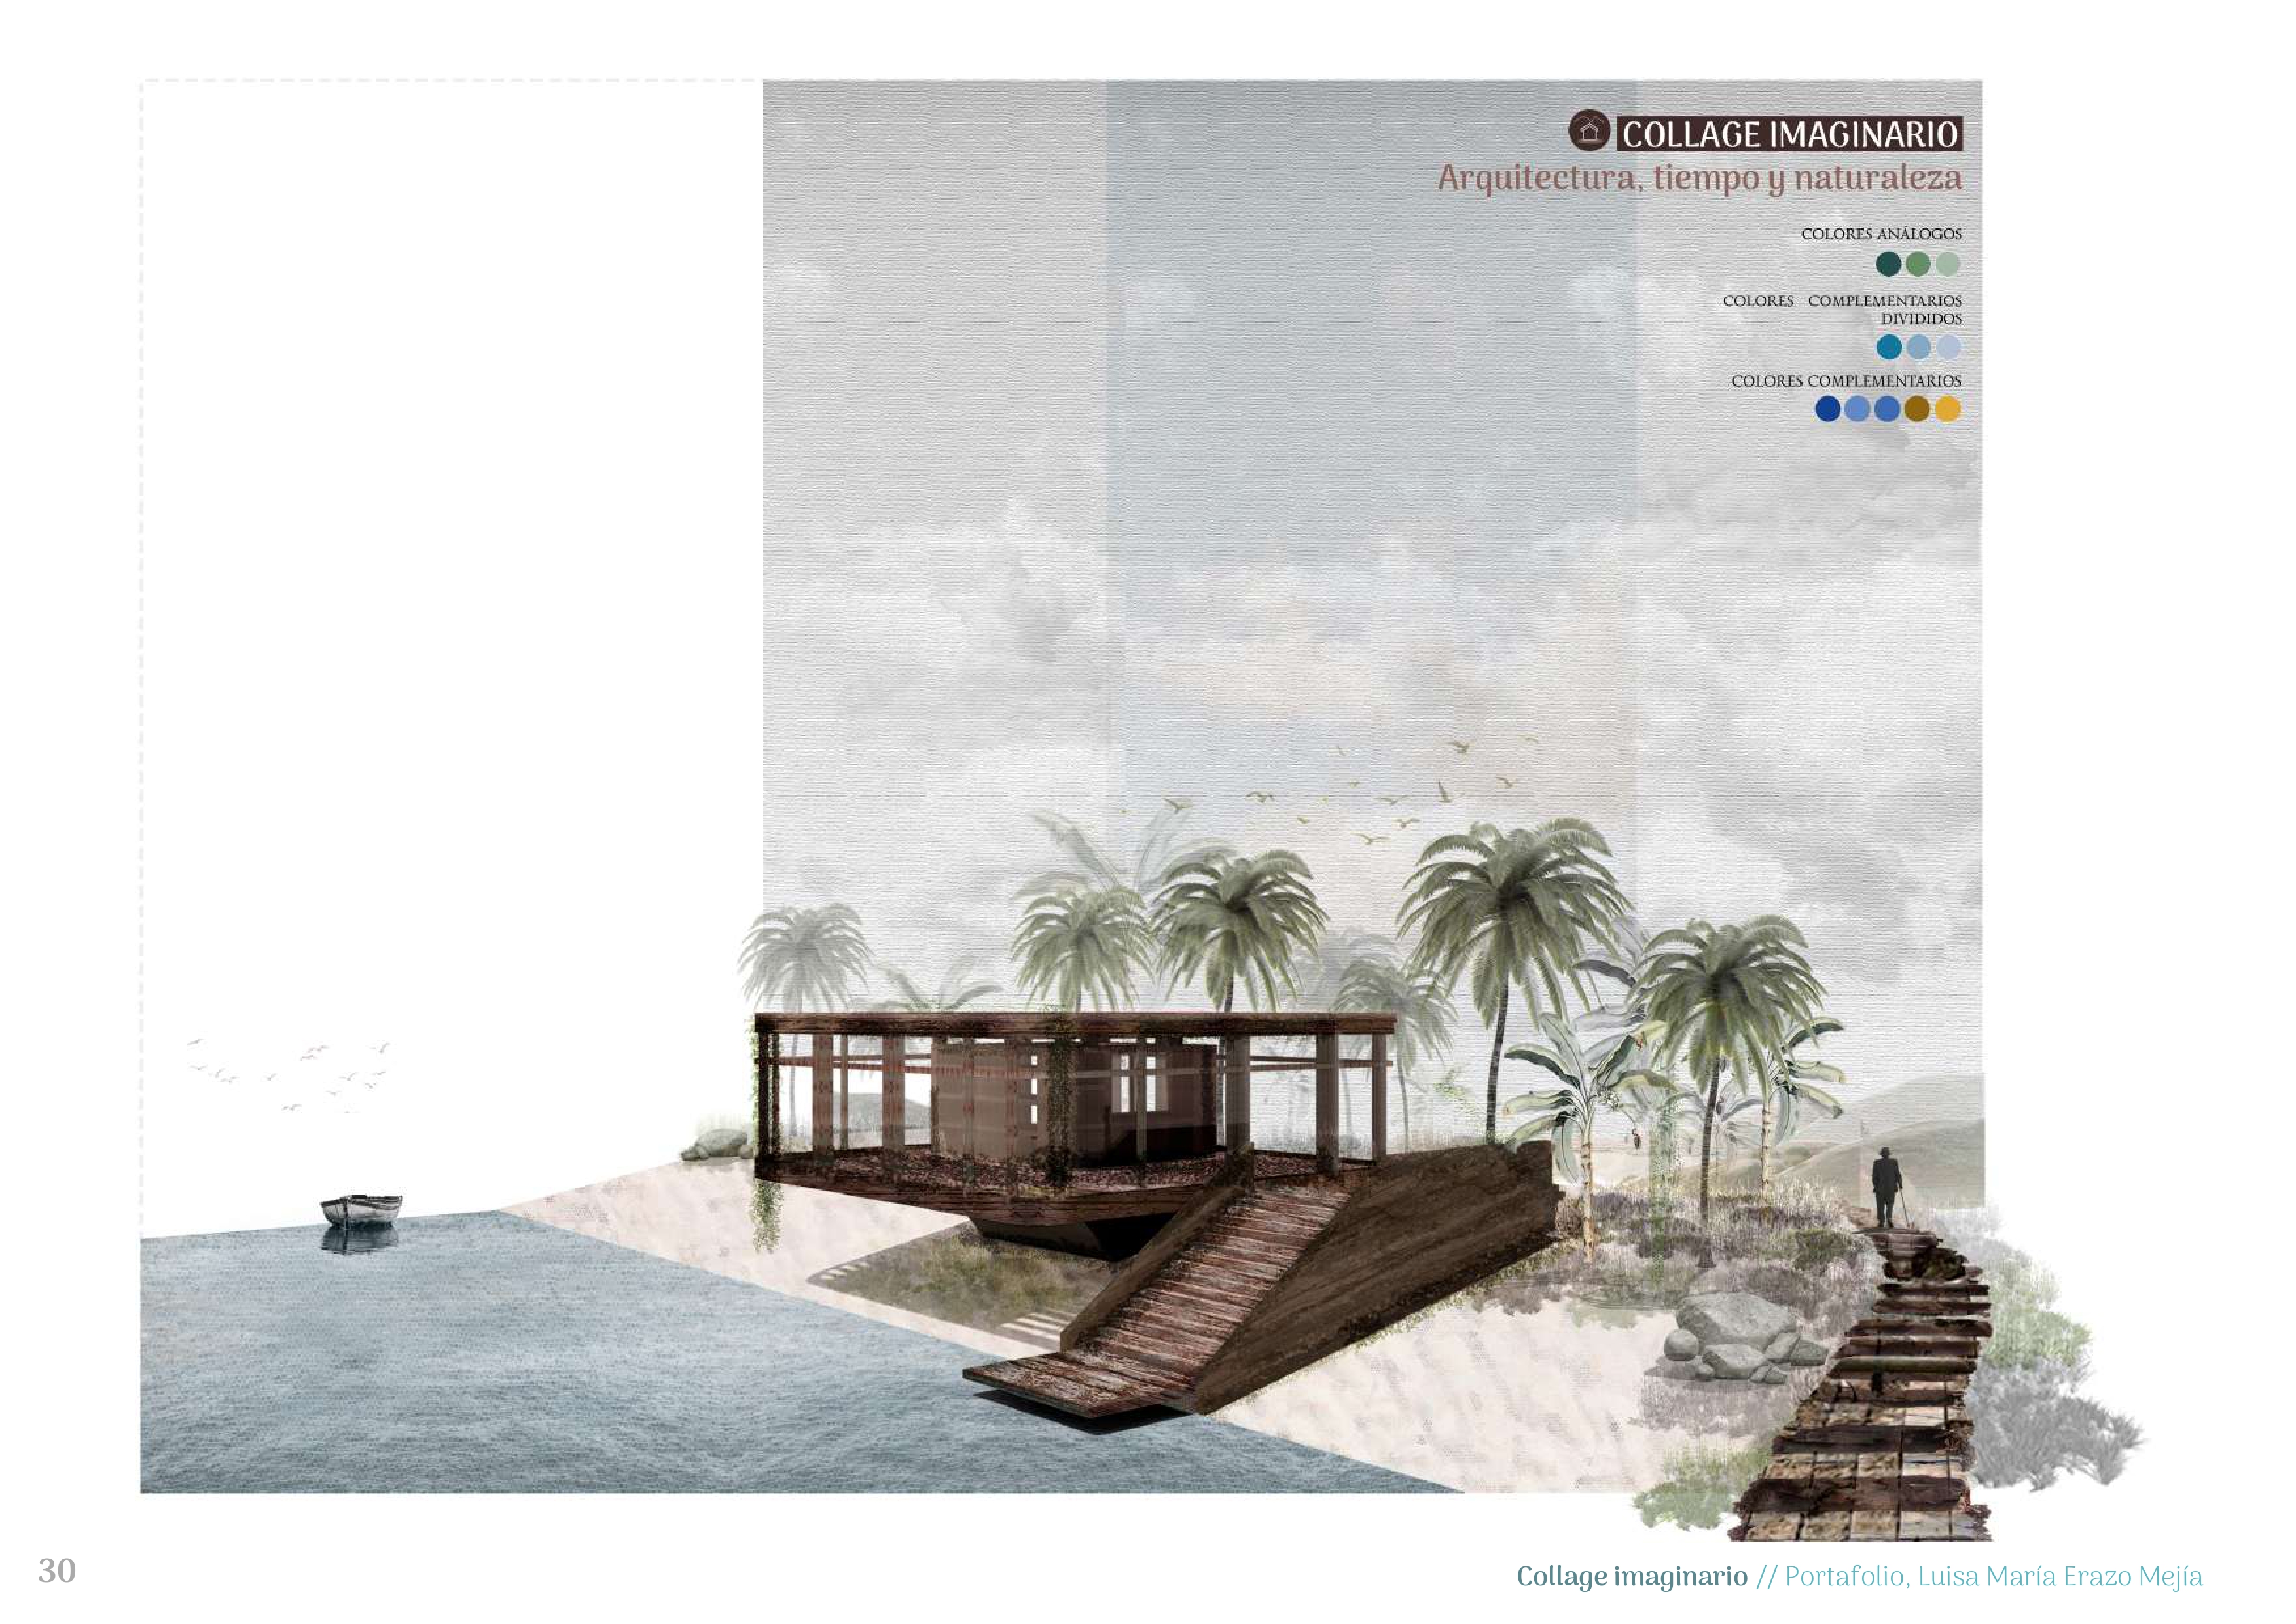 COLLAGE IMAGINARIO
Arquitectura, tiempo y naturaleza
COLORES ANÁLOGOS
COLORES COMPLEMENTARIOS
DIVIDIDOS
COLORES COMPLEMENTARIOS
30
Collage imaginario // Portafolio, Luisa María Erazo Mejía